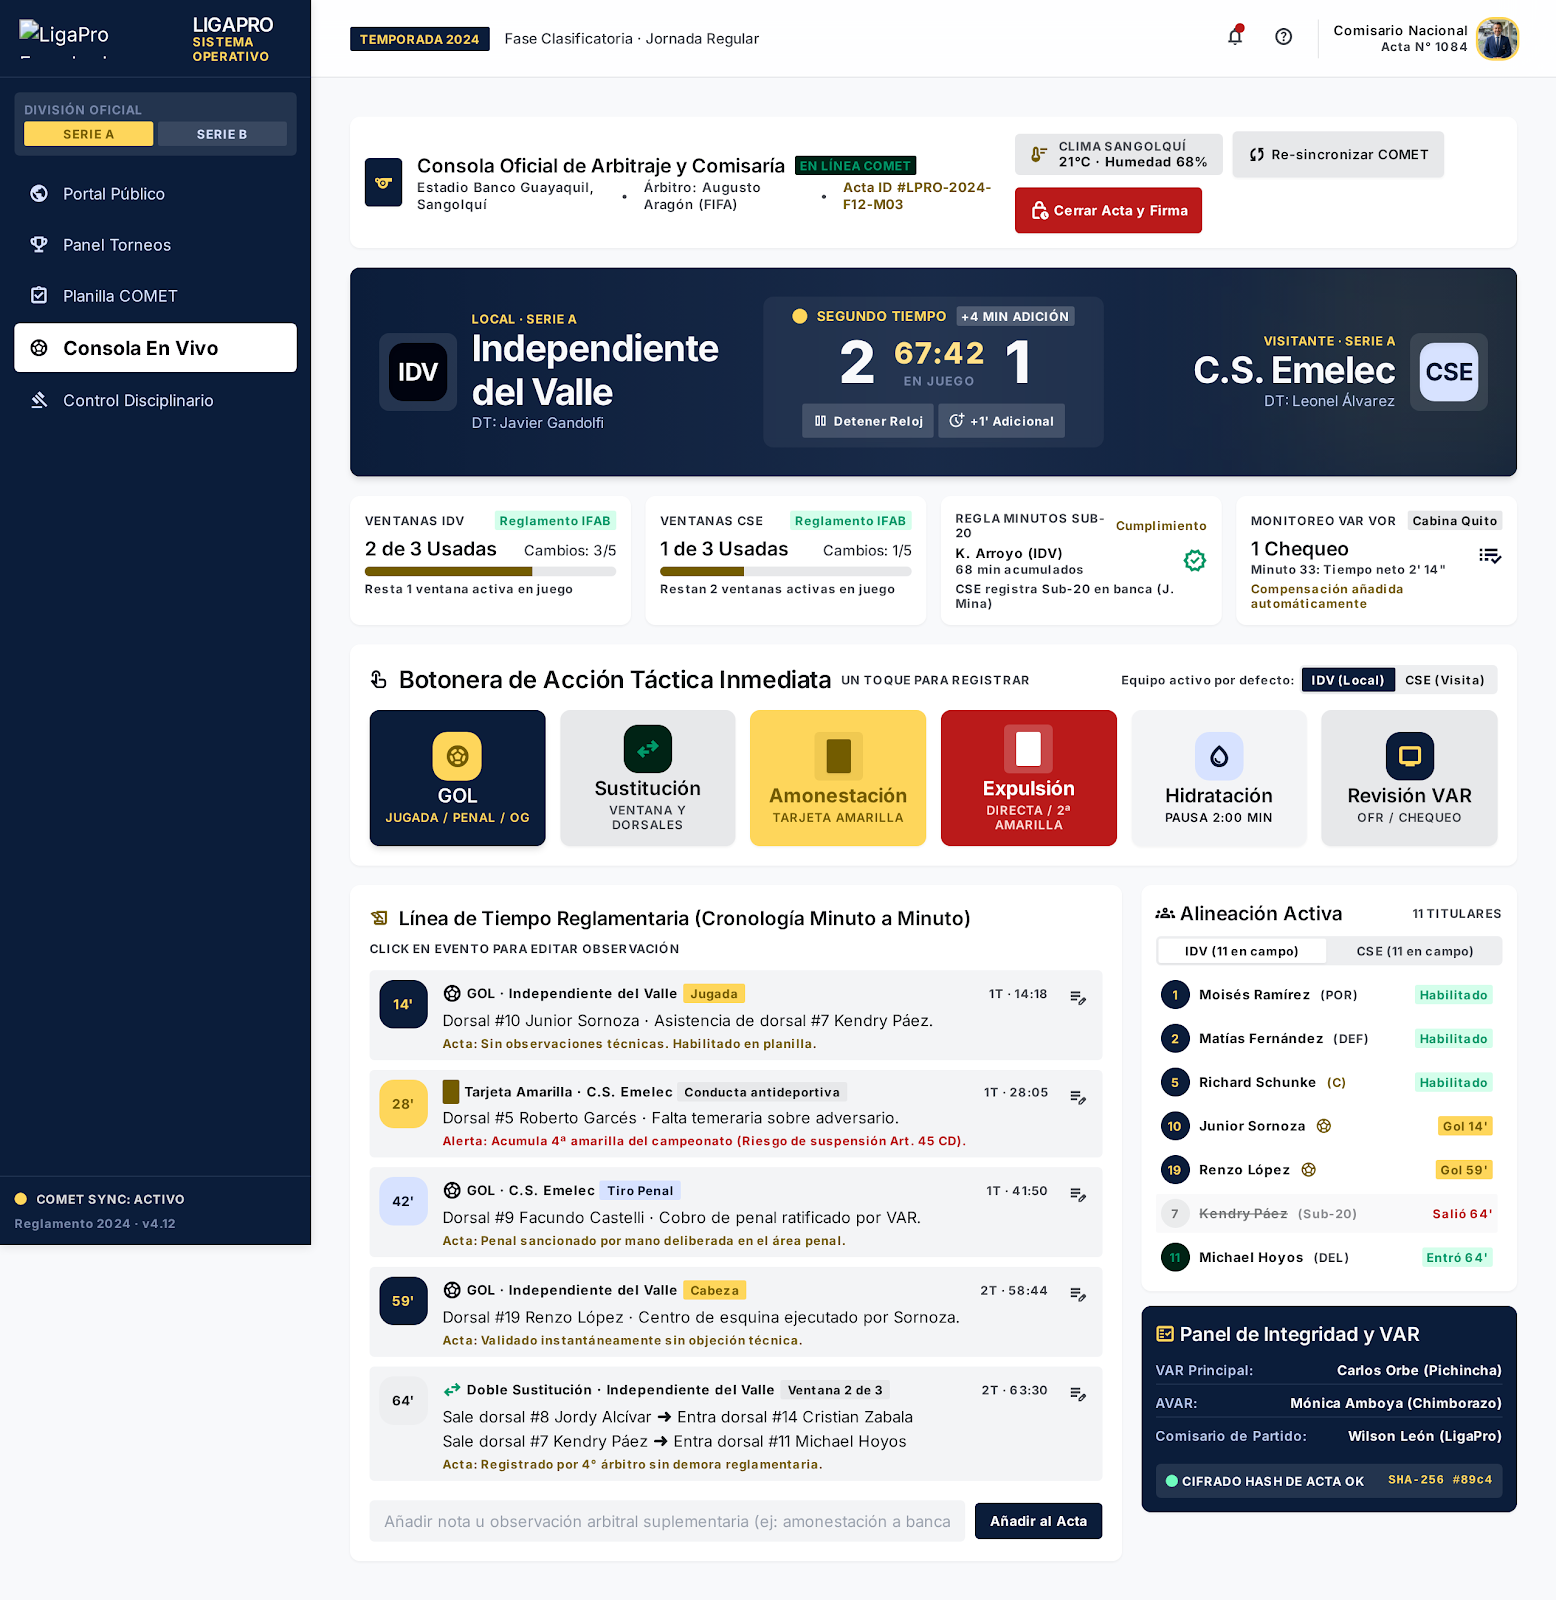 LigaPro
LIGAPRO
SISTEMA
OPERATIVO
DIVISIÓN OFICIAL
SERIE A
SERIE B
Portal Público
Panel Torneos
Planilla COMET
Consola En Vivo
Control Disciplinario
COMET SYNC: ACTIVO
Reglamento 2024 · v4.12
TEMPORADA 2024
Fase Clasificatoria · Jornada Regular
Comisario Nacional
Acta N° 1084
Consola Oficial de Arbitraje y Comisaría
EN LÍNEA COMET
Estadio Banco Guayaquil,
Sangolquí
•
Árbitro: Augusto
Aragón (FIFA)
•
Acta ID #LPRO-2024-
F12-M03
CLIMA SANGOLQUÍ
21°C · Humedad 68%
Re-sincronizar COMET
Cerrar Acta y Firma
IDV
LOCAL · SERIE A
Independiente
del Valle
DT: Javier Gandolfi
SEGUNDO TIEMPO
+4 MIN ADICIÓN
2
67:42
EN JUEGO
1
Detener Reloj
+1' Adicional
VISITANTE · SERIE A
C.S. Emelec
DT: Leonel Álvarez
CSE
VENTANAS IDV
Reglamento IFAB
2 de 3 Usadas
Cambios: 3/5
Resta 1 ventana activa en juego
VENTANAS CSE
Reglamento IFAB
1 de 3 Usadas
Cambios: 1/5
Restan 2 ventanas activas en juego
REGLA MINUTOS SUB-
20
Cumplimiento
K. Arroyo (IDV)
68 min acumulados
CSE registra Sub-20 en banca (J.
Mina)
MONITOREO VAR VOR
Cabina Quito
1 Chequeo
Minuto 33: Tiempo neto 2' 14"
Compensación añadida
automáticamente
Botonera de Acción Táctica Inmediata
UN TOQUE PARA REGISTRAR
Equipo activo por defecto:
IDV (Local)
CSE (Visita)
GOL
JUGADA / PENAL / OG
Sustitución
VENTANA Y
DORSALES
Amonestación
TARJETA AMARILLA
Expulsión
DIRECTA / 2ª
AMARILLA
Hidratación
PAUSA 2:00 MIN
Revisión VAR
OFR / CHEQUEO
Línea de Tiempo Reglamentaria (Cronología Minuto a Minuto)
CLICK EN EVENTO PARA EDITAR OBSERVACIÓN
14'
GOL · Independiente del Valle
Jugada
1T · 14:18
Dorsal #10 Junior Sornoza · Asistencia de dorsal #7 Kendry Páez.
Acta: Sin observaciones técnicas. Habilitado en planilla.
28'
Tarjeta Amarilla · C.S. Emelec
Conducta antideportiva
1T · 28:05
Dorsal #5 Roberto Garcés · Falta temeraria sobre adversario.
Alerta: Acumula 4ª amarilla del campeonato (Riesgo de suspensión Art. 45 CD).
42'
GOL · C.S. Emelec
Tiro Penal
1T · 41:50
Dorsal #9 Facundo Castelli · Cobro de penal ratificado por VAR.
Acta: Penal sancionado por mano deliberada en el área penal.
59'
GOL · Independiente del Valle
Cabeza
2T · 58:44
Dorsal #19 Renzo López · Centro de esquina ejecutado por Sornoza.
Acta: Validado instantáneamente sin objeción técnica.
64'
Doble Sustitución · Independiente del Valle
Ventana 2 de 3
2T · 63:30
Sale dorsal #8 Jordy Alcívar ➜ Entra dorsal #14 Cristian Zabala
Sale dorsal #7 Kendry Páez ➜ Entra dorsal #11 Michael Hoyos
Acta: Registrado por 4° árbitro sin demora reglamentaria.
Añadir nota u observación arbitral suplementaria (ej: amonestación a banca
Añadir al Acta
Alineación Activa
11 TITULARES
IDV (11 en campo)
CSE (11 en campo)
1 Moisés Ramírez (POR) Habilitado
2 Matías Fernández (DEF) Habilitado
5 Richard Schunke (C) Habilitado
10 Junior Sornoza Gol 14'
19 Renzo López Gol 59'
7 Kendry Páez (Sub-20) Salió 64'
11 Michael Hoyos (DEL) Entró 64'
Panel de Integridad y VAR
VAR Principal: Carlos Orbe (Pichincha)
AVAR: Mónica Amboya (Chimborazo)
Comisario de Partido: Wilson León (LigaPro)
CIFRADO HASH DE ACTA OK
SHA-256 #89c4